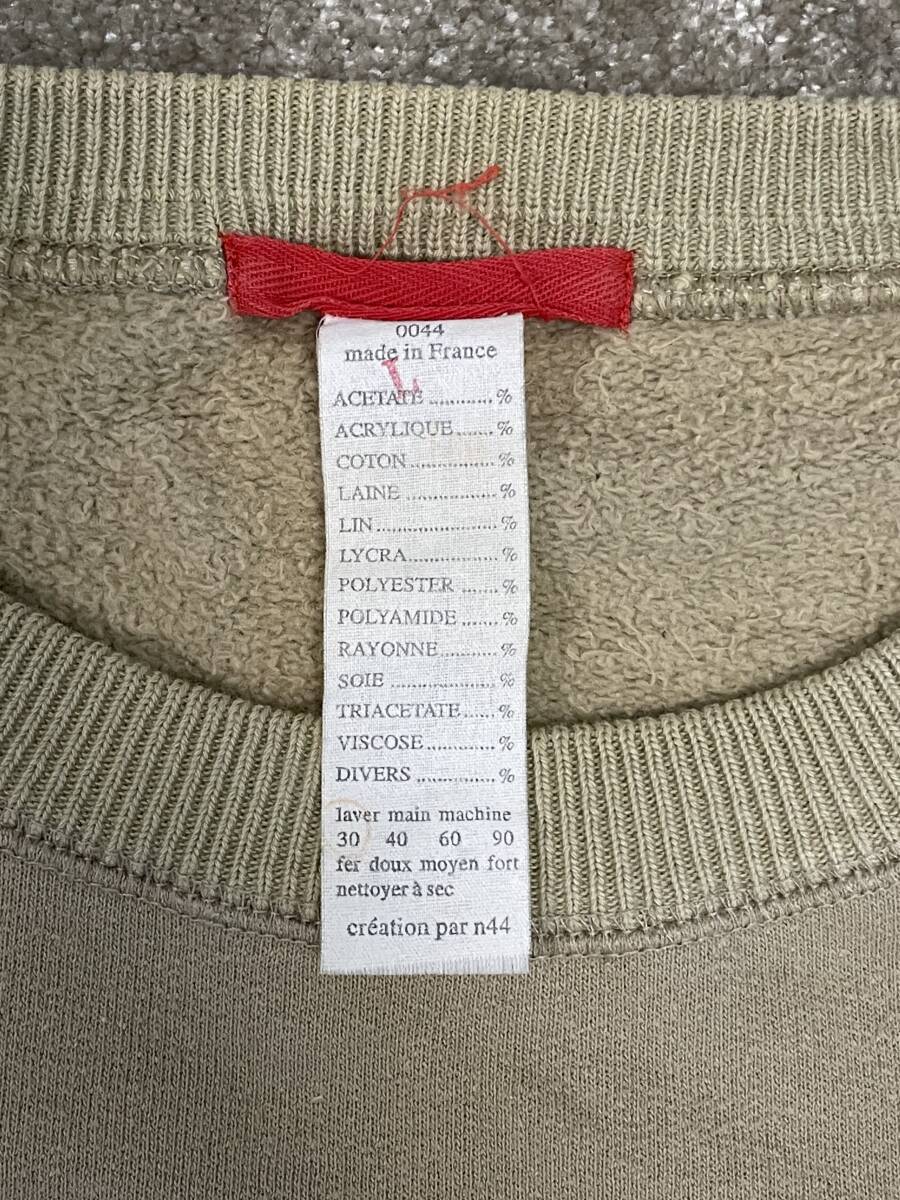 0044
made in France
L
ACETATE ............ %
ACRYLIQUE ....... %
COTON ................ %
LAINE ................. %
LIN ....................... %
LYCRA ................. %
POLYESTER ....... %
POLYAMIDE ....... %
RAYONNE ........... %
SOIE .................... %
TRIACETATE ...... %
VISCOSE ............. %
DIVERS ............... %
laver main machine
30 40 60 90
fer doux moyen fort
nettoyer à sec
création par n44